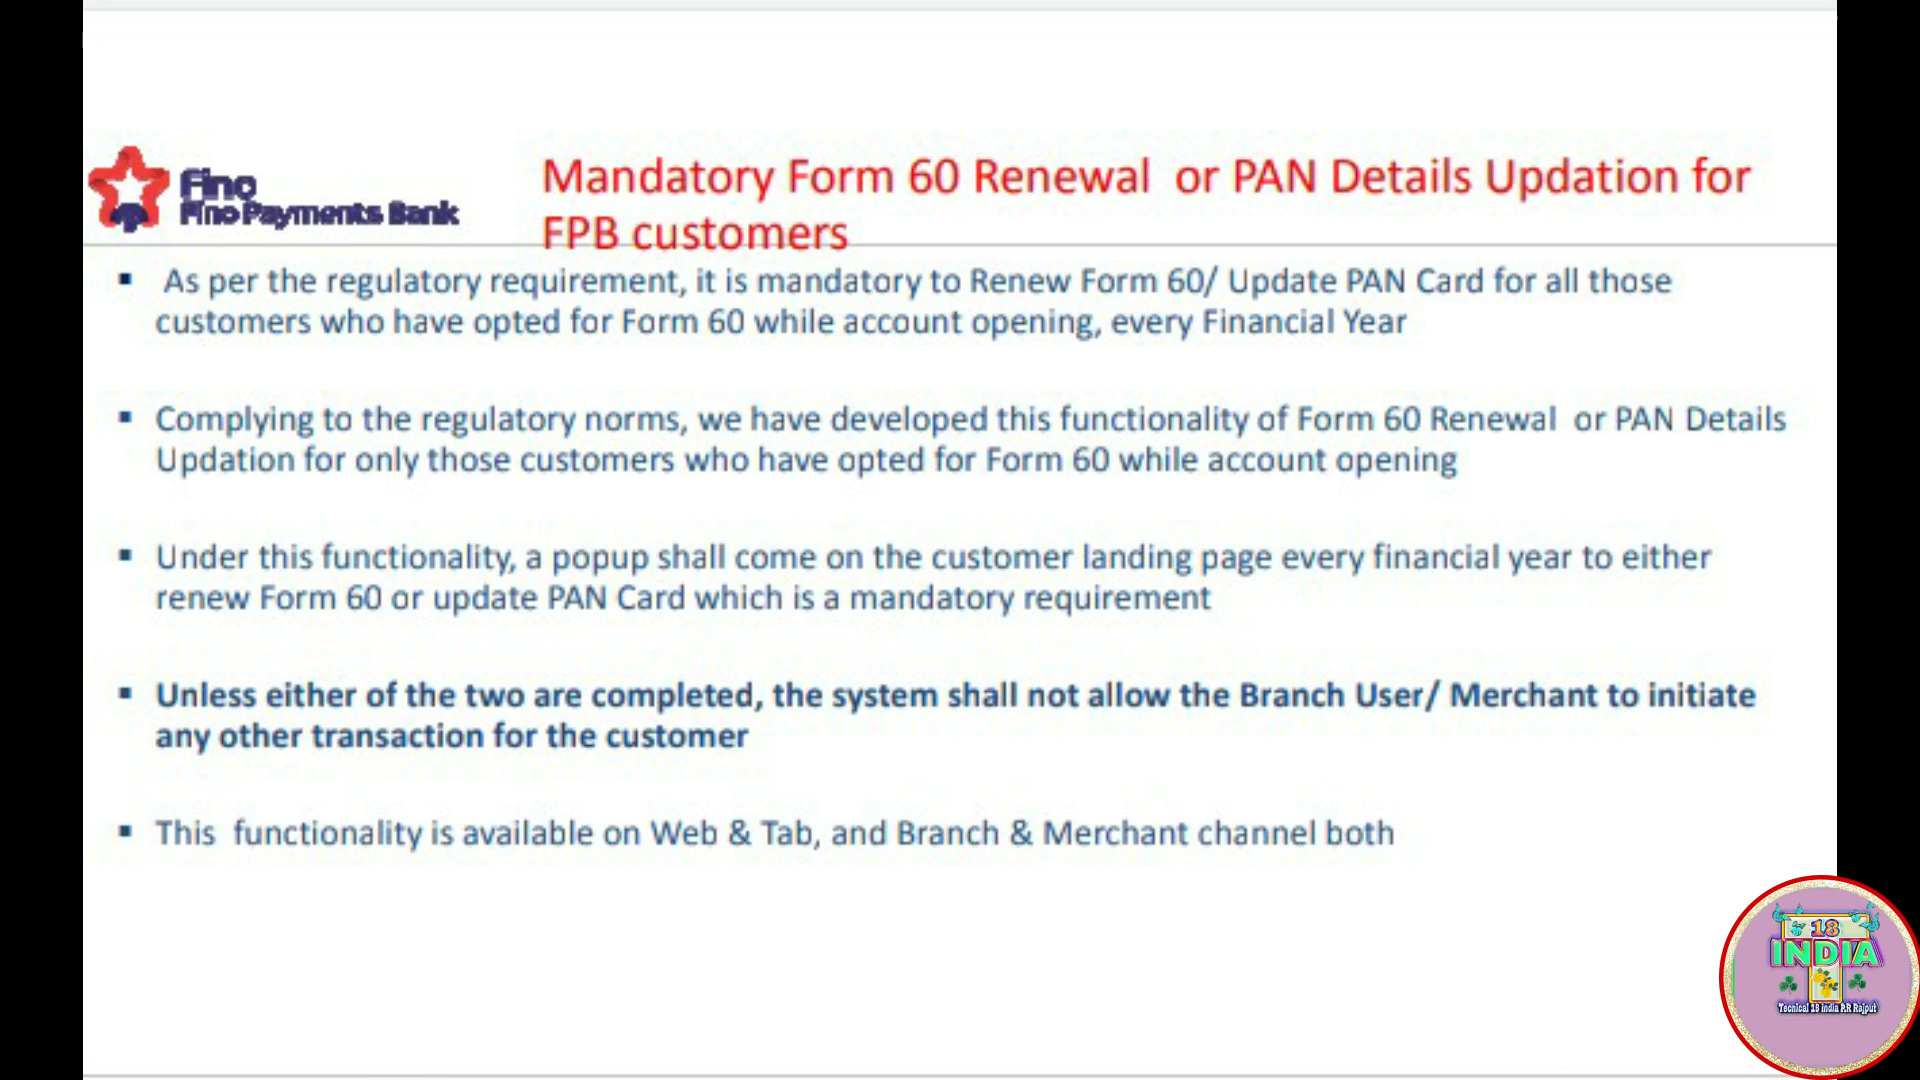 Fino
Fino Payments Bank
Mandatory Form 60 Renewal or PAN Details Updation for
FPB customers
▪ As per the regulatory requirement, it is mandatory to Renew Form 60/ Update PAN Card for all those
customers who have opted for Form 60 while account opening, every Financial Year
▪ Complying to the regulatory norms, we have developed this functionality of Form 60 Renewal or PAN Details
Updation for only those customers who have opted for Form 60 while account opening
▪ Under this functionality, a popup shall come on the customer landing page every financial year to either
renew Form 60 or update PAN Card which is a mandatory requirement
▪ Unless either of the two are completed, the system shall not allow the Branch User/ Merchant to initiate
any other transaction for the customer
▪ This functionality is available on Web & Tab, and Branch & Merchant channel both
18
INDIA
Tecnical 18 india P.R Rajput